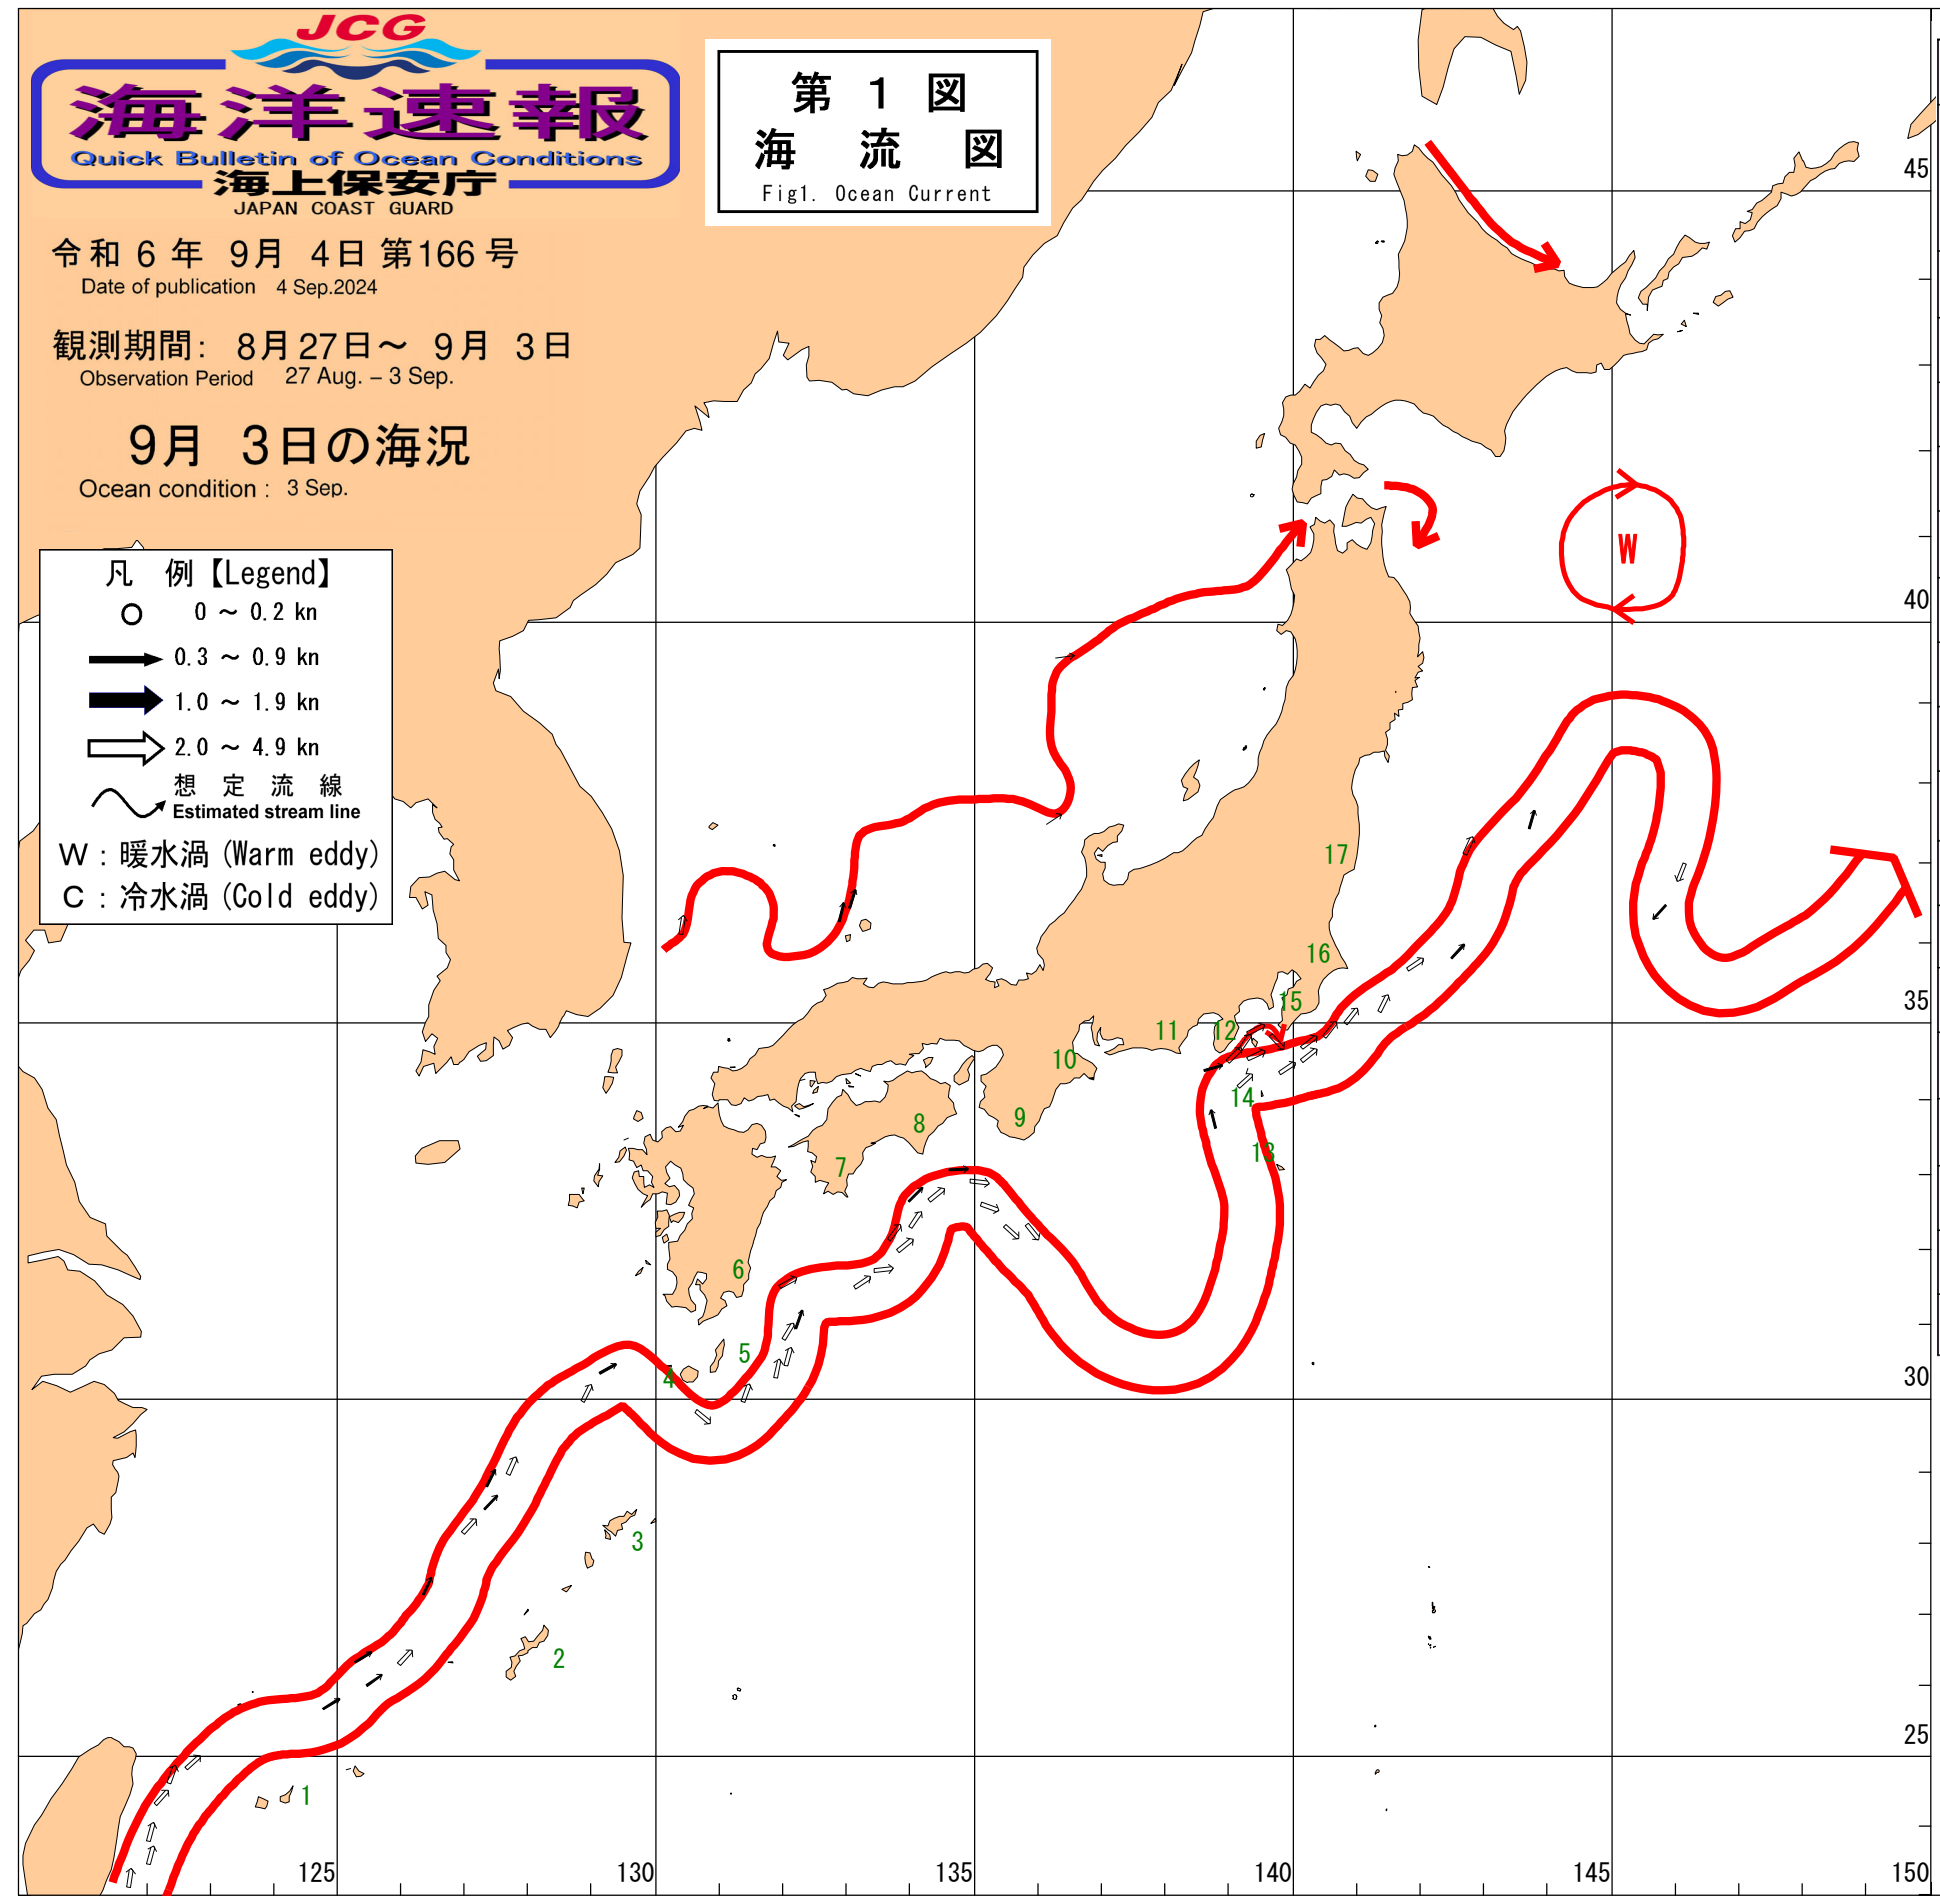 JCG
海洋速報
Quick Bulletin of Ocean Conditions
海上保安庁
JAPAN COAST GUARD
第 1 図
海 流 図
Fig1. Ocean Current
令和 6 年 9月 4日 第166 号
Date of publication 4 Sep.2024
観測期間: 8月27日～ 9月 3日
Observation Period 27 Aug. – 3 Sep.
9月 3日の海況
Ocean condition : 3 Sep.
凡 例【Legend】
0 ～ 0.2 kn
0.3 ～ 0.9 kn
1.0 ～ 1.9 kn
2.0 ～ 4.9 kn
想 定 流 線
Estimated stream line
W : 暖水渦 (Warm eddy)
C : 冷水渦 (Cold eddy)
45
W
40
17
16
35
15
12
11
10
14
9
8
13
7
6
5
4
30
3
2
25
1
125
130
135
140
145
150